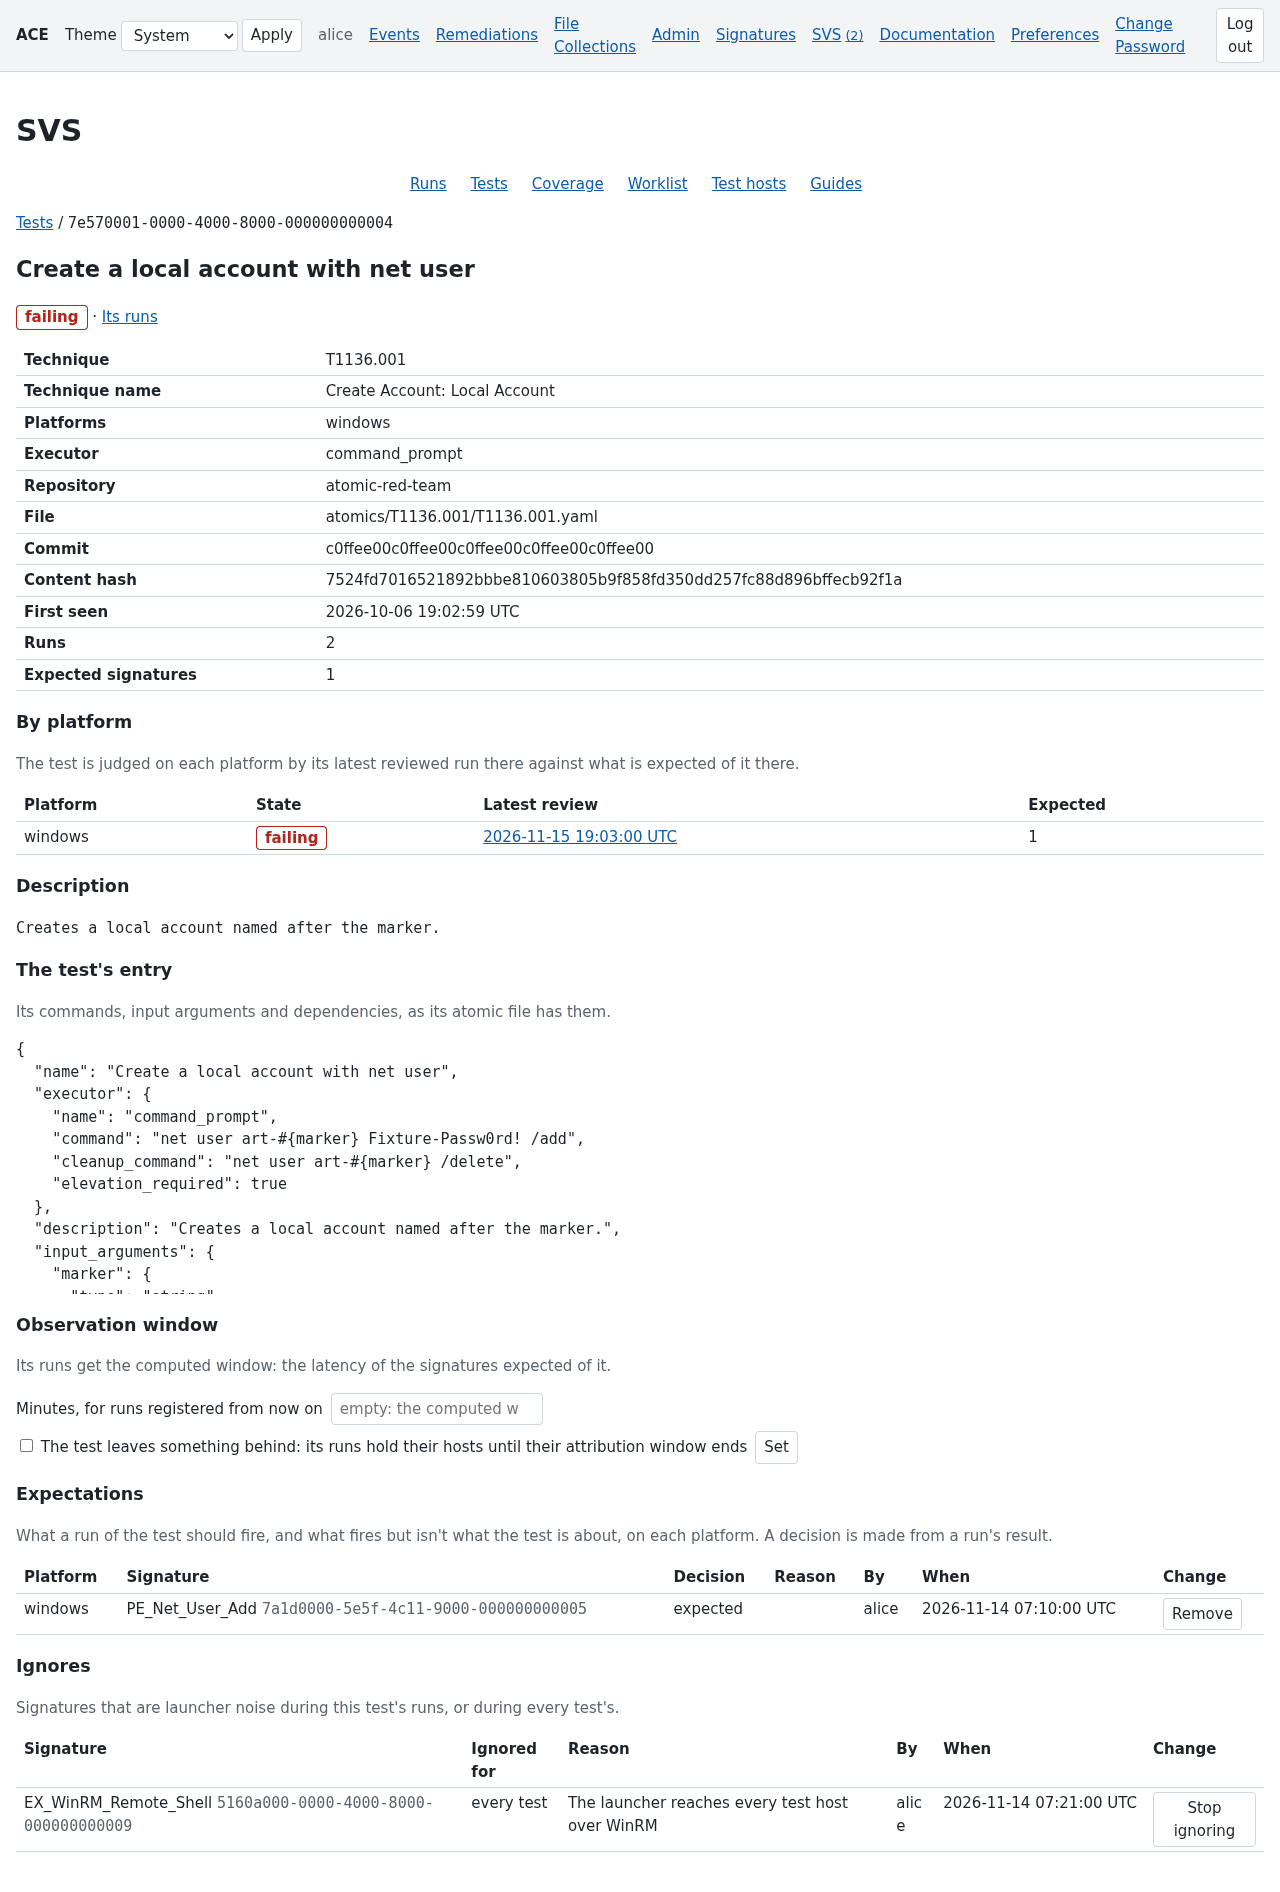 ACE Theme System Apply alice Events Remediations File Collections Admin Signatures SVS (2) Documentation Preferences Change Password Log out
SVS
Runs Tests Coverage Worklist Test hosts Guides
Tests / 7e570001-0000-4000-8000-000000000004
Create a local account with net user
failing · Its runs
Technique T1136.001
Technique name Create Account: Local Account
Platforms windows
Executor command_prompt
Repository atomic-red-team
File atomics/T1136.001/T1136.001.yaml
Commit c0ffee00c0ffee00c0ffee00c0ffee00c0ffee00
Content hash 7524fd7016521892bbbe810603805b9f858fd350dd257fc88d896bffecb92f1a
First seen 2026-10-06 19:02:59 UTC
Runs 2
Expected signatures 1
By platform
The test is judged on each platform by its latest reviewed run there against what is expected of it there.
Platform State Latest review Expected
windows failing 2026-11-15 19:03:00 UTC 1
Description
Creates a local account named after the marker.
The test's entry
Its commands, input arguments and dependencies, as its atomic file has them.
{
"name": "Create a local account with net user",
"executor": {
"name": "command_prompt",
"command": "net user art-#{marker} Fixture-Passw0rd! /add",
"cleanup_command": "net user art-#{marker} /delete",
"elevation_required": true
},
"description": "Creates a local account named after the marker.",
"input_arguments": {
"marker": {
"type": "string"
Observation window
Its runs get the computed window: the latency of the signatures expected of it.
Minutes, for runs registered from now on empty: the computed w
The test leaves something behind: its runs hold their hosts until their attribution window ends Set
Expectations
What a run of the test should fire, and what fires but isn't what the test is about, on each platform. A decision is made from a run's result.
Platform Signature Decision Reason By When Change
windows PE_Net_User_Add 7a1d0000-5e5f-4c11-9000-000000000005 expected alice 2026-11-14 07:10:00 UTC Remove
Ignores
Signatures that are launcher noise during this test's runs, or during every test's.
Signature Ignored for Reason By When Change
EX_WinRM_Remote_Shell 5160a000-0000-4000-8000-000000000009 every test The launcher reaches every test host over WinRM alice 2026-11-14 07:21:00 UTC Stop ignoring